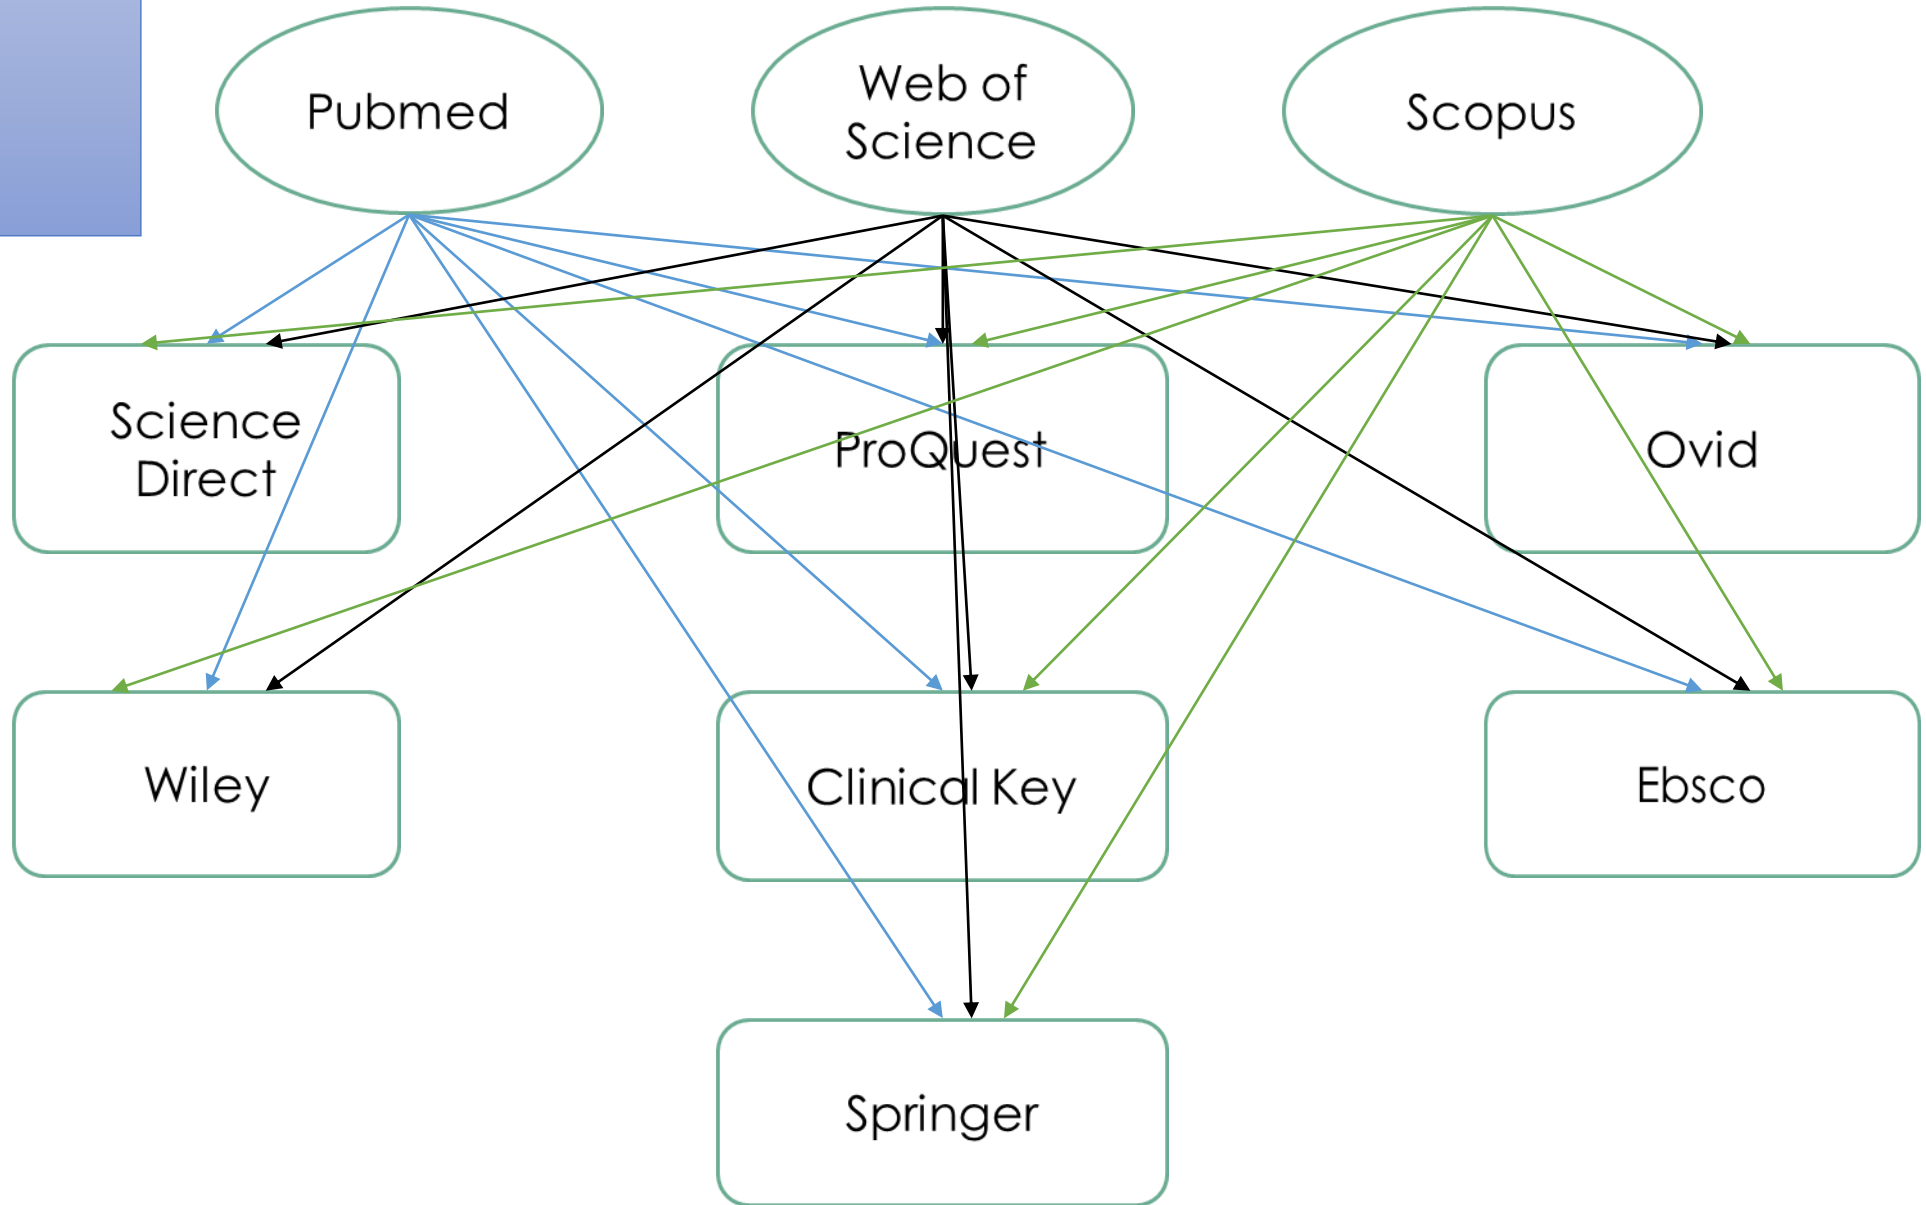 Pubmed
Web of
Science
Scopus
Science
Direct
ProQuest
Ovid
Wiley
Clinical Key
Ebsco
Springer